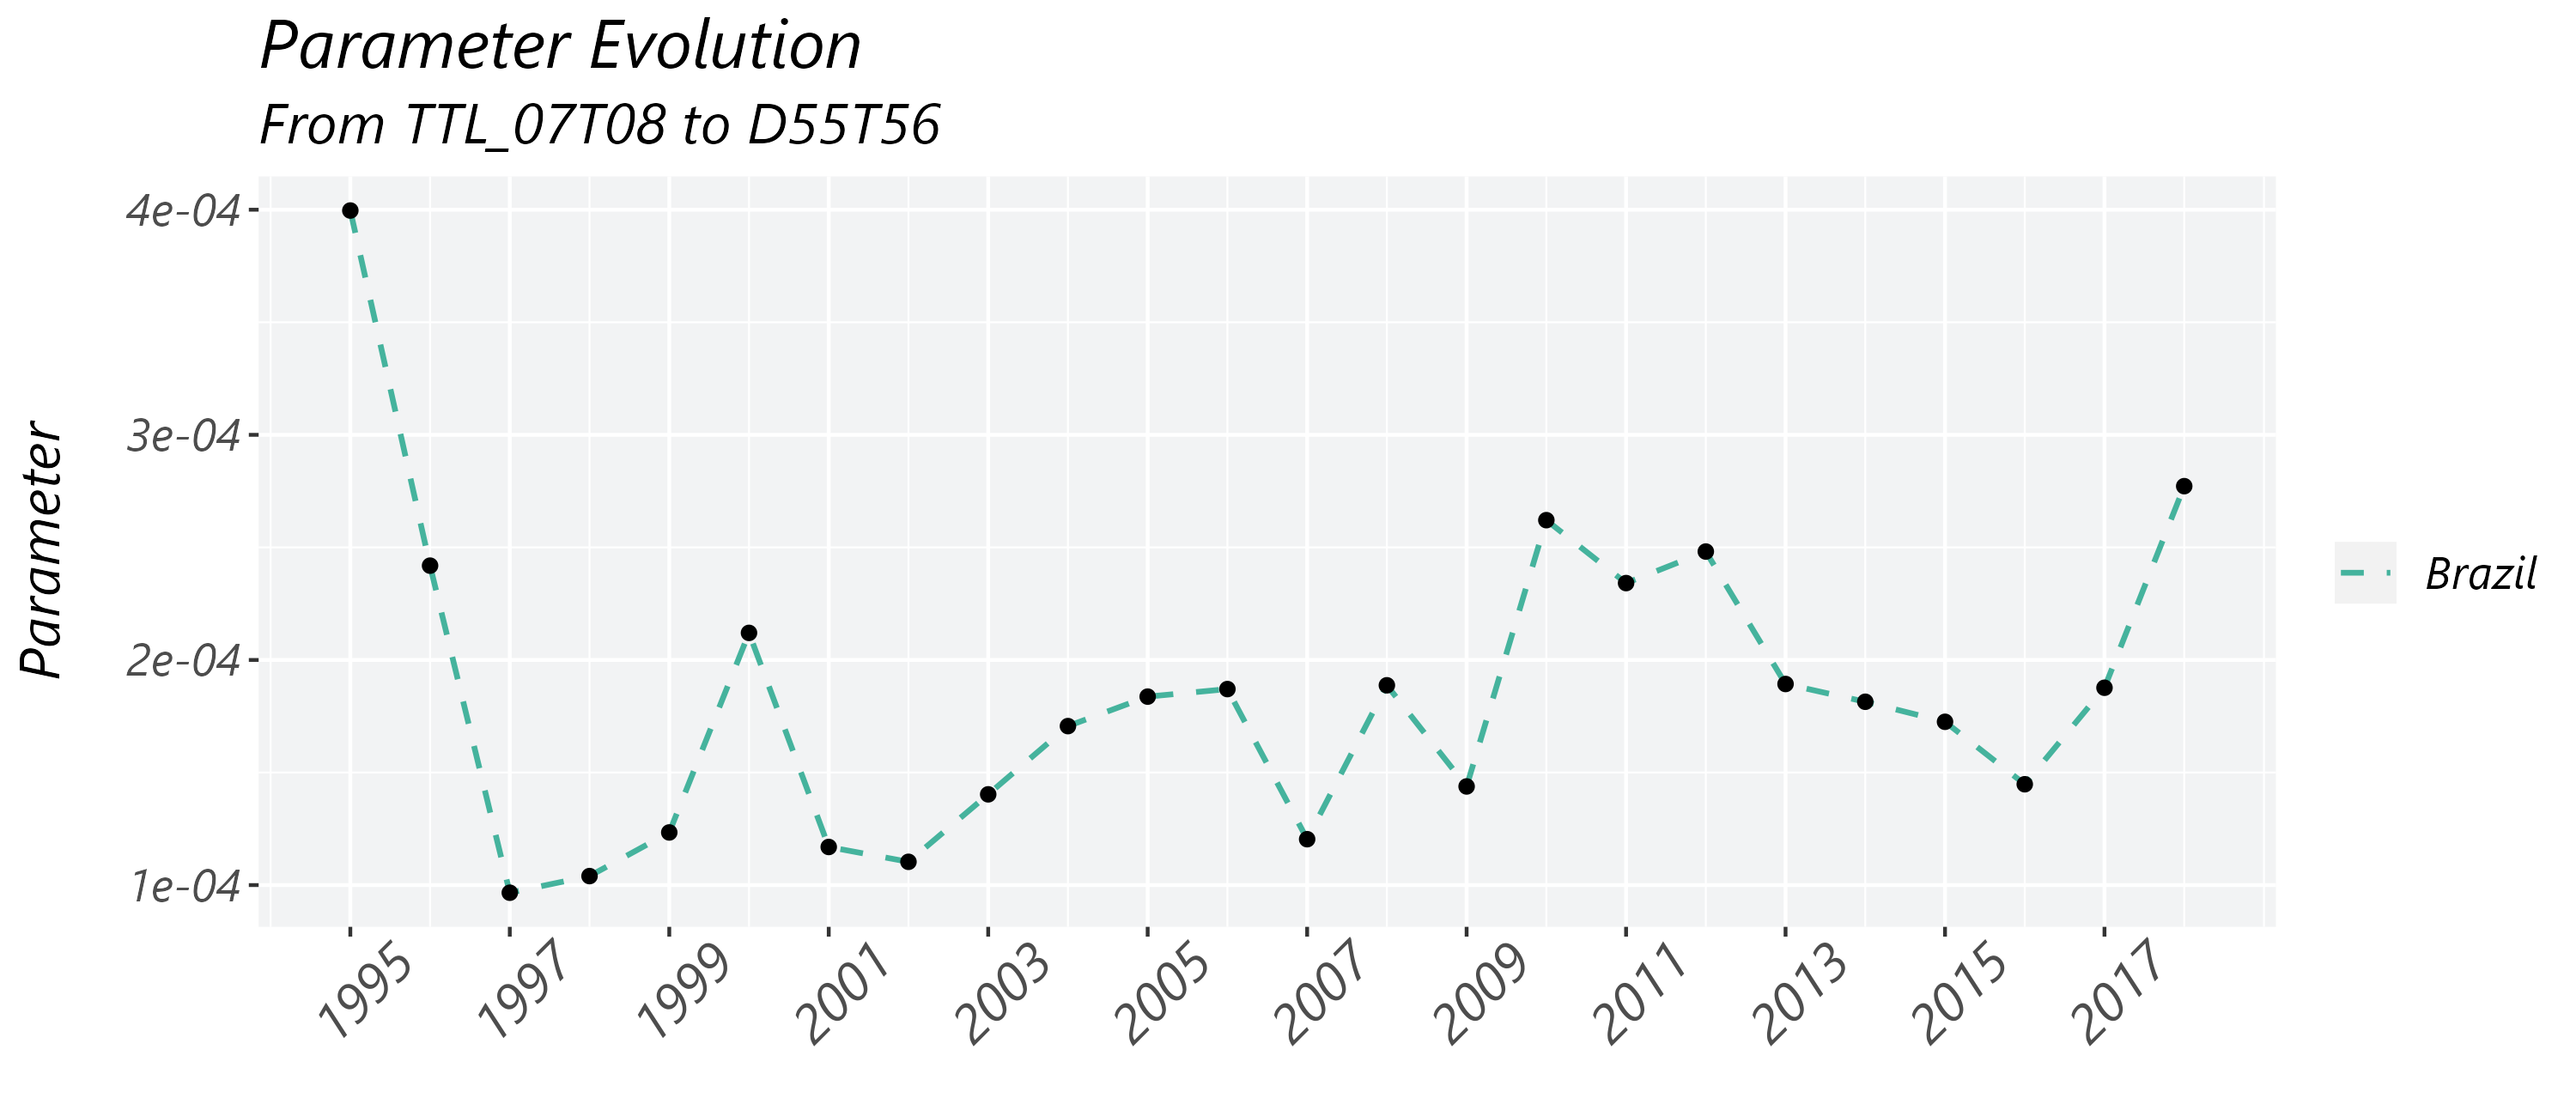 Parameter Evolution
From TTL_07T08 to D55T56
Parameter
4e-04
3e-04
2e-04
1e-04
1995
1997
1999
2001
2003
2005
2007
2009
2011
2013
2015
2017
Brazil